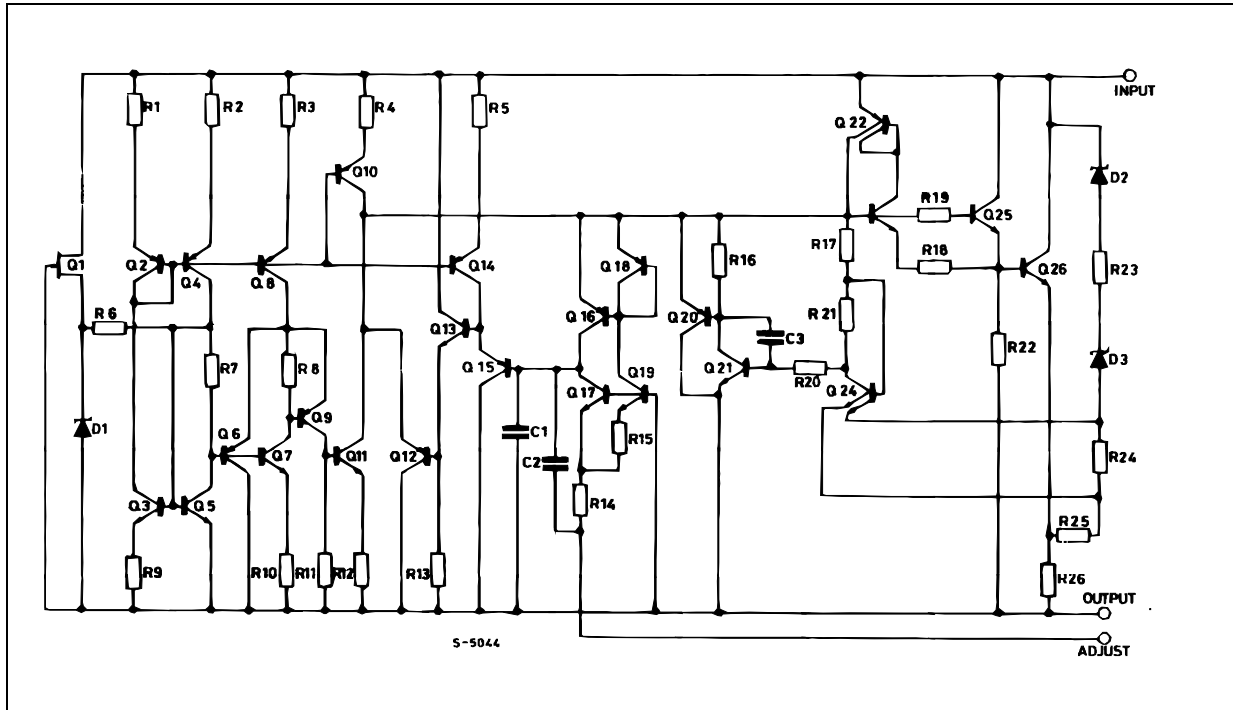 INPUT
R1 R2 R3 R4 R5
Q22
D2
Q10
R19
Q25
R17
R18
Q1 Q2 Q4 Q8 Q14 Q18 R16 Q26 R23
R6
Q13 Q16 Q20 R21
C3
R7 R8 Q15 Q21 R20 R22 D3
Q19
Q17 Q24
D1 Q6 Q9 R15
C1
Q7 Q11 Q12 C2 R24
Q3 Q5 R14
R25
R9 R10 R11 R12 R13
R26
OUTPUT
S-5044
ADJUST